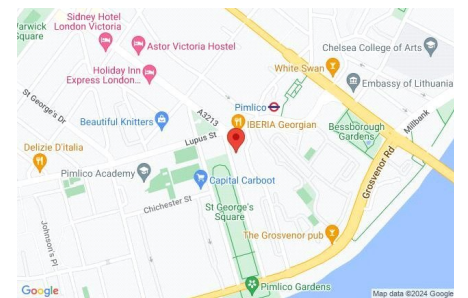 Sidney Hotel
London Victoria
Warwick
Square
Astor Victoria Hostel
Chelsea College of Arts
White Swan
Holiday Inn
Express London...
Embassy of Lithuania
St George's Dr
A3213
Pimlico
Millbank
Beautiful Knitters
IBERIA Georgian
Bessborough
Gardens
Lupus St
Delizie D'italia
Pimlico Academy
Capital Carboot
Grosvenor Rd
Chichester St
St George's
Square
Johnson's Pl
The Grosvenor pub
Pimlico Gardens
Google
Map data ©2024 Google